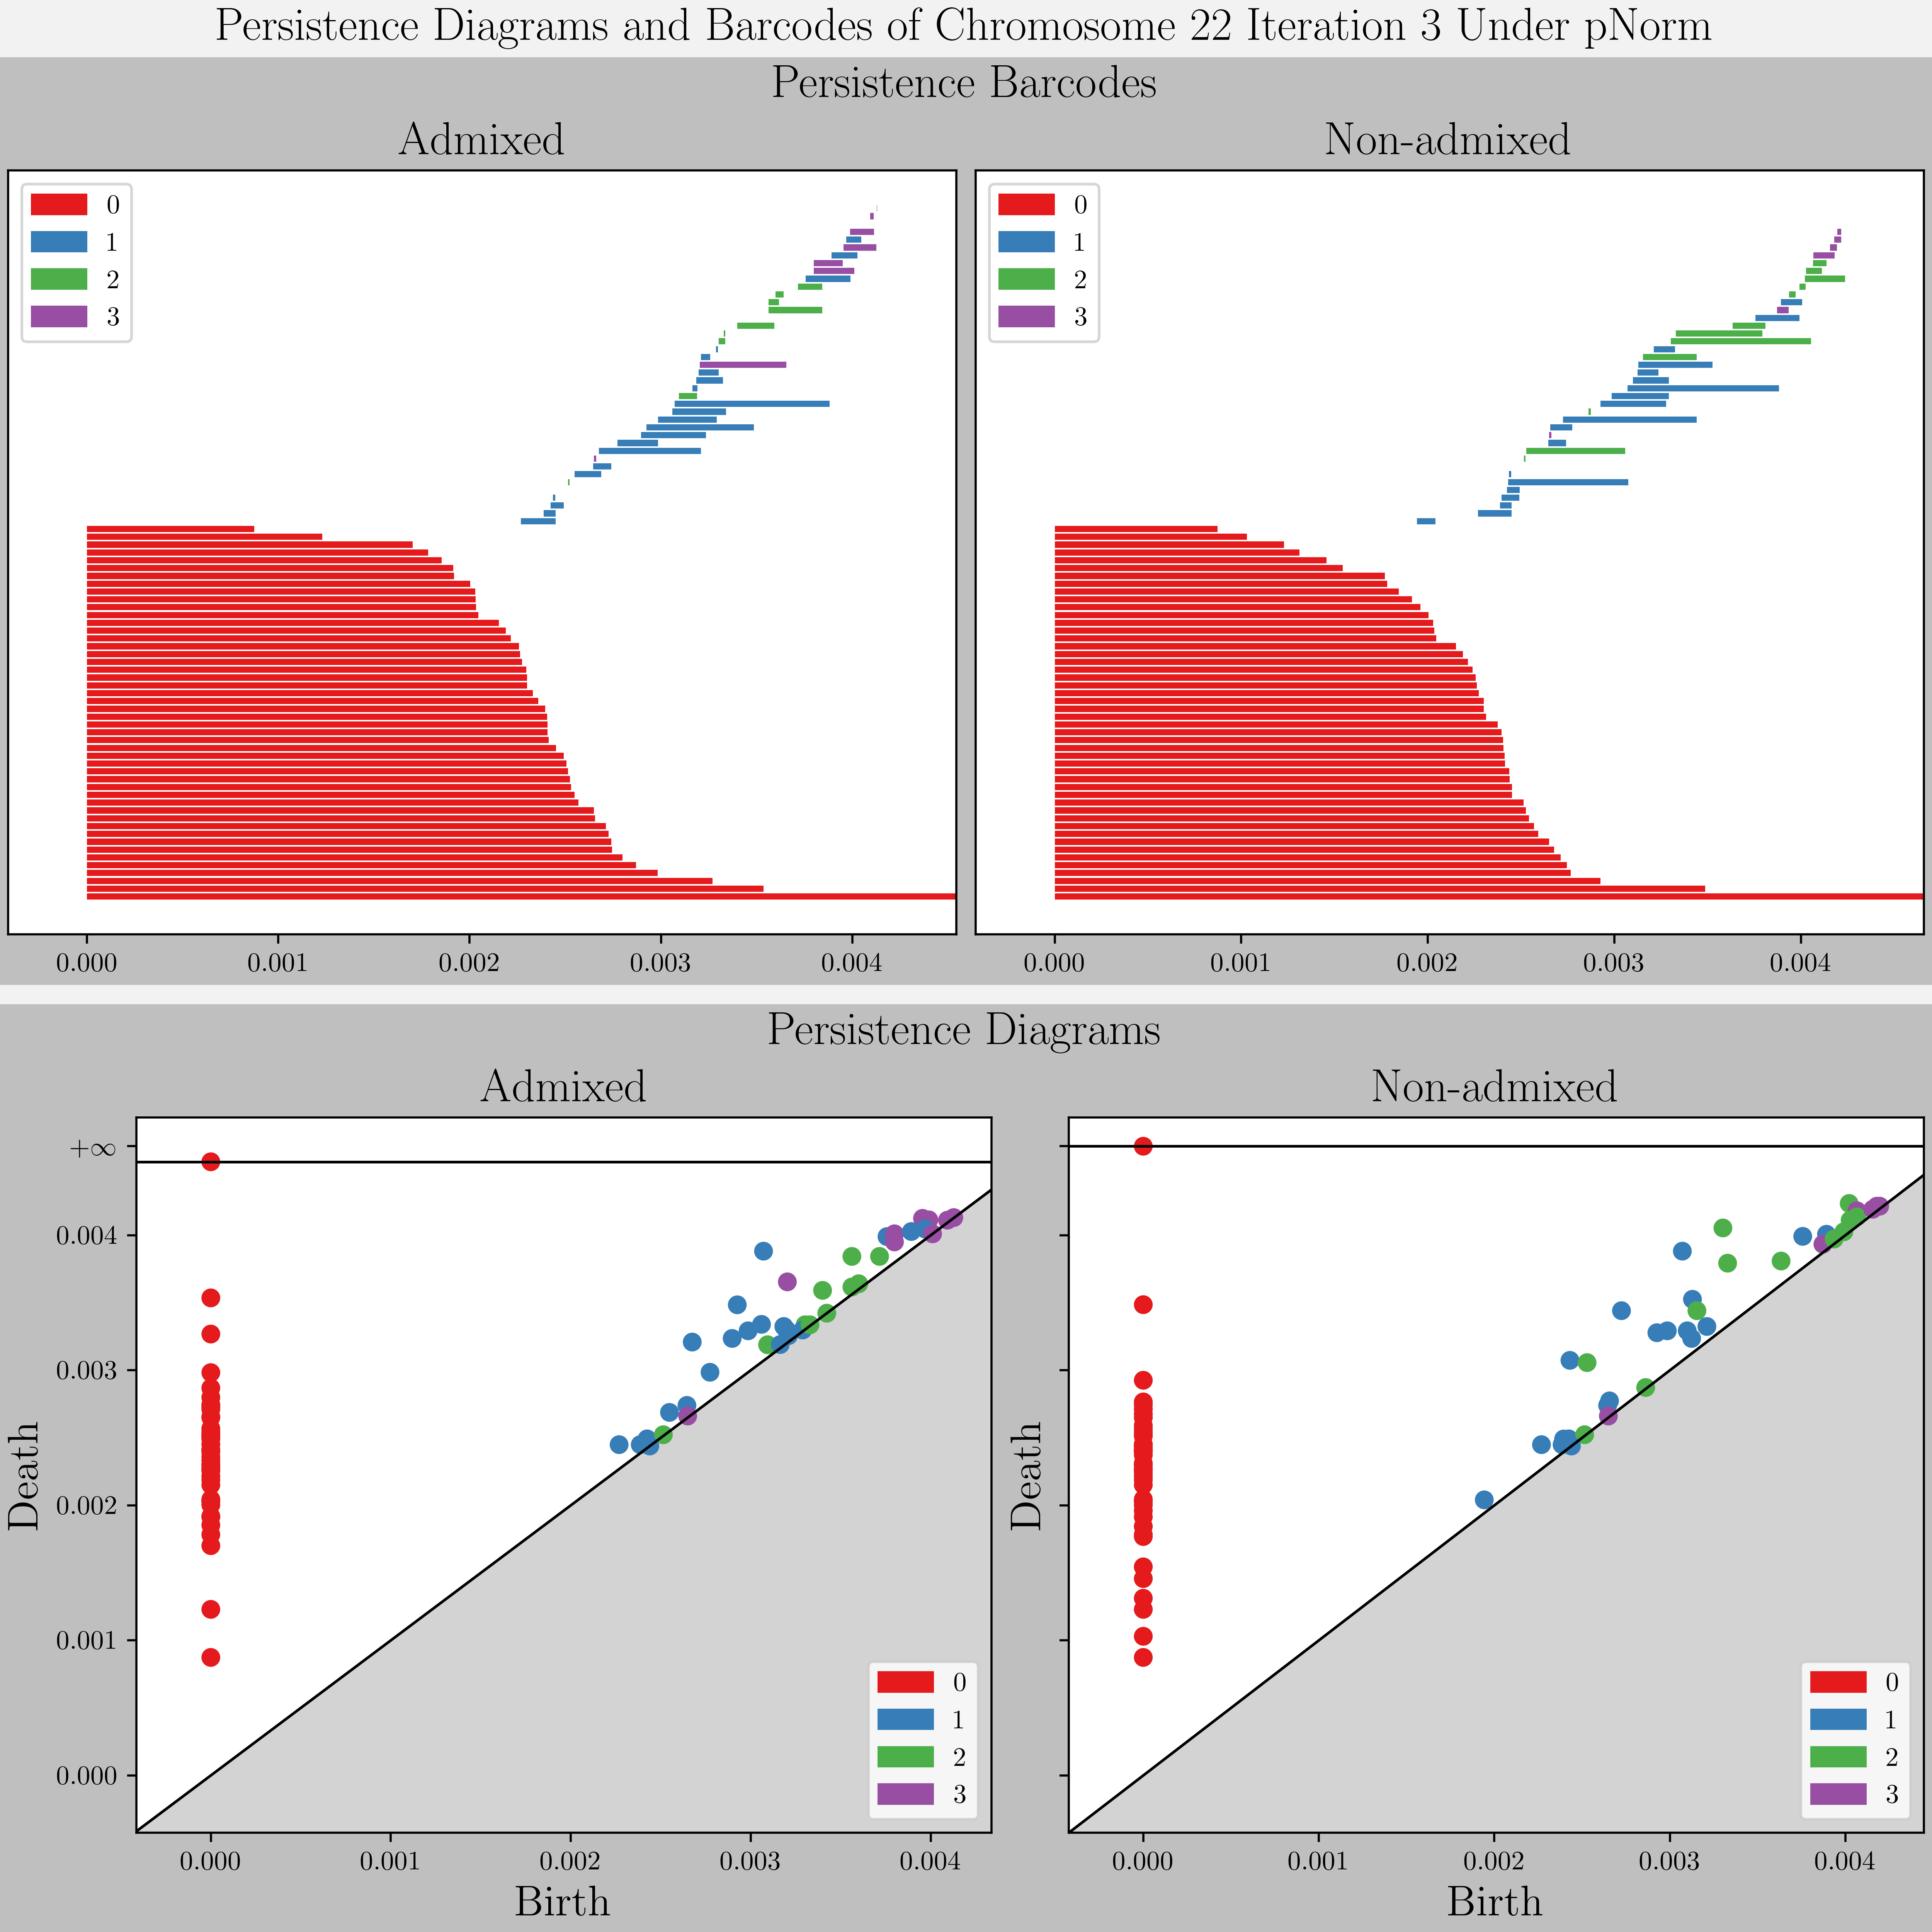 Persistence Diagrams and Barcodes of Chromosome 22 Iteration 3 Under pNorm
Persistence Barcodes
Admixed
0
1
2
3
0.000 0.001 0.002 0.003 0.004
Non-admixed
0
1
2
3
0.000 0.001 0.002 0.003 0.004
Persistence Diagrams
Admixed
Death
+∞
0.004
0.003
0.002
0.001
0.000
0
1
2
3
0.000 0.001 0.002 0.003 0.004
Birth
Non-admixed
Death
0
1
2
3
0.000 0.001 0.002 0.003 0.004
Birth